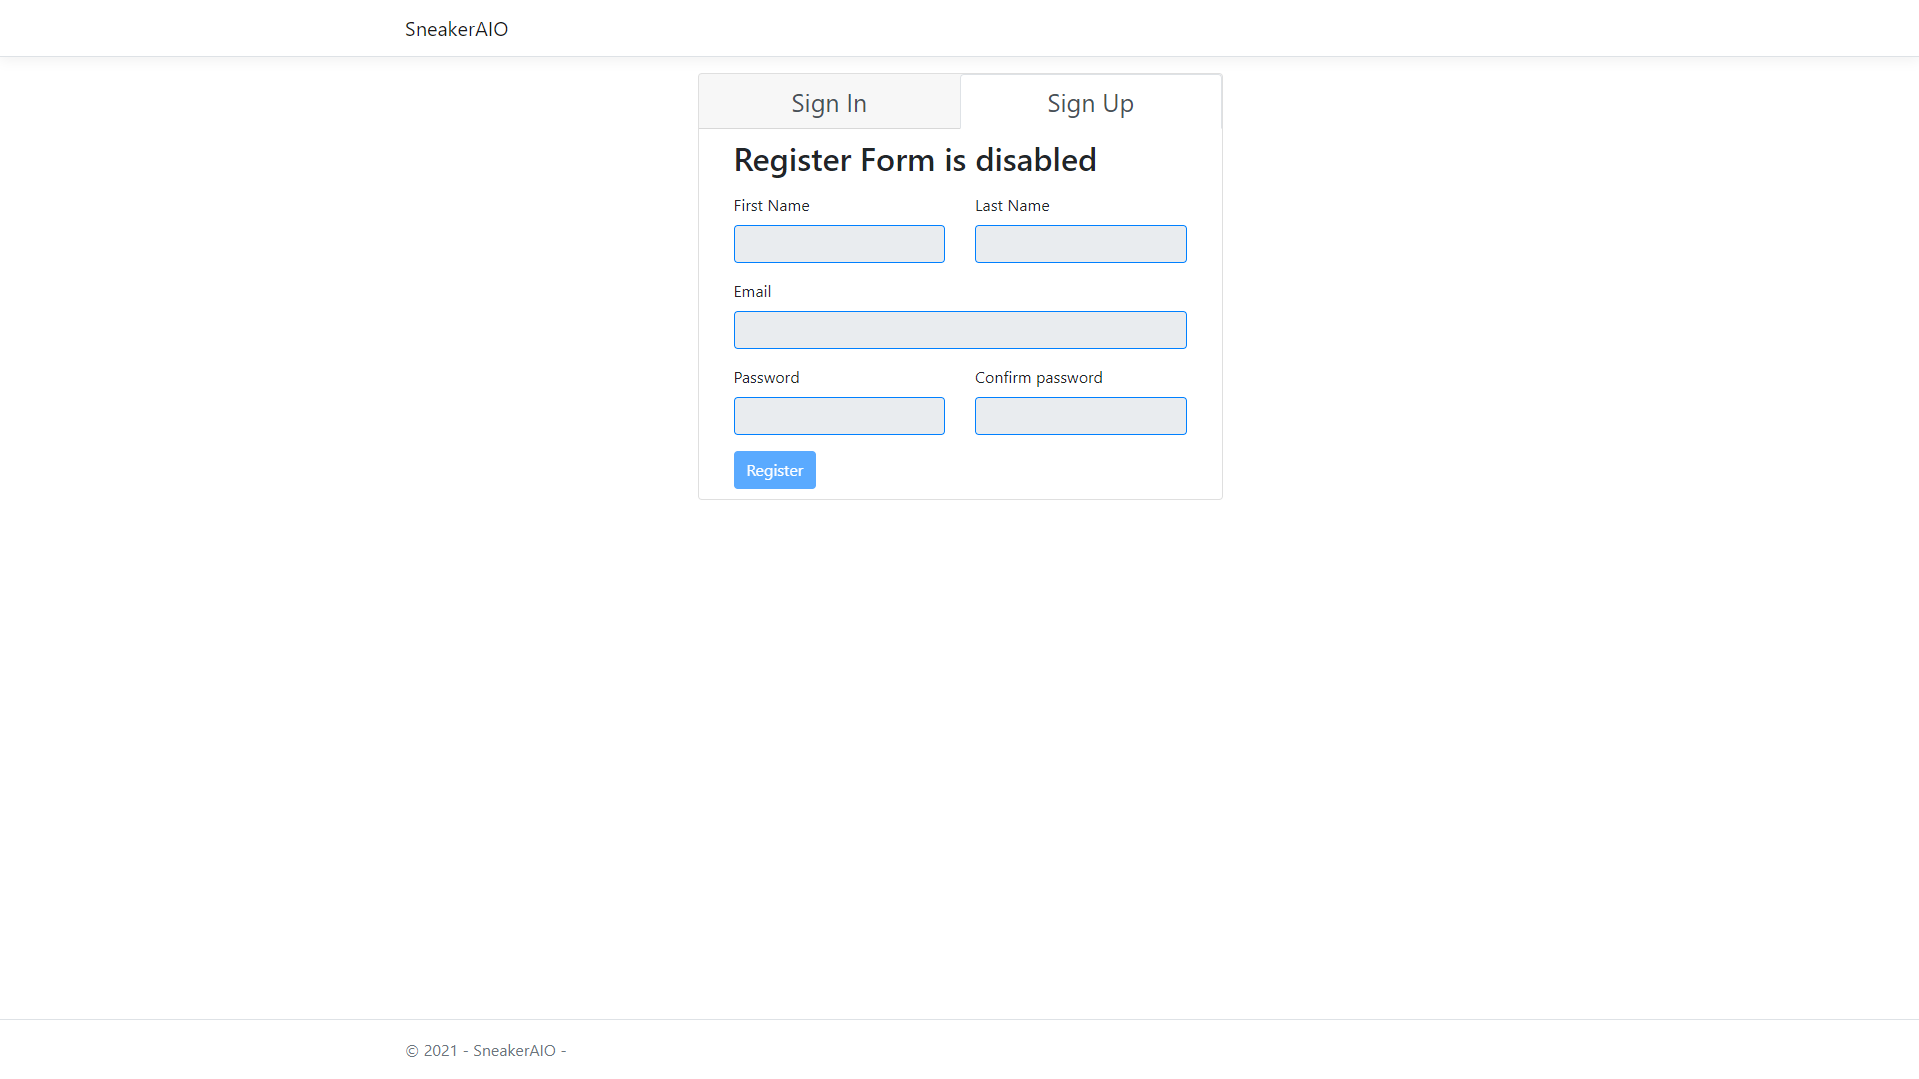 SneakerAIO
Sign In
Sign Up
Register Form is disabled
First Name
Last Name
Email
Password
Confirm password
Register
© 2021 - SneakerAIO -